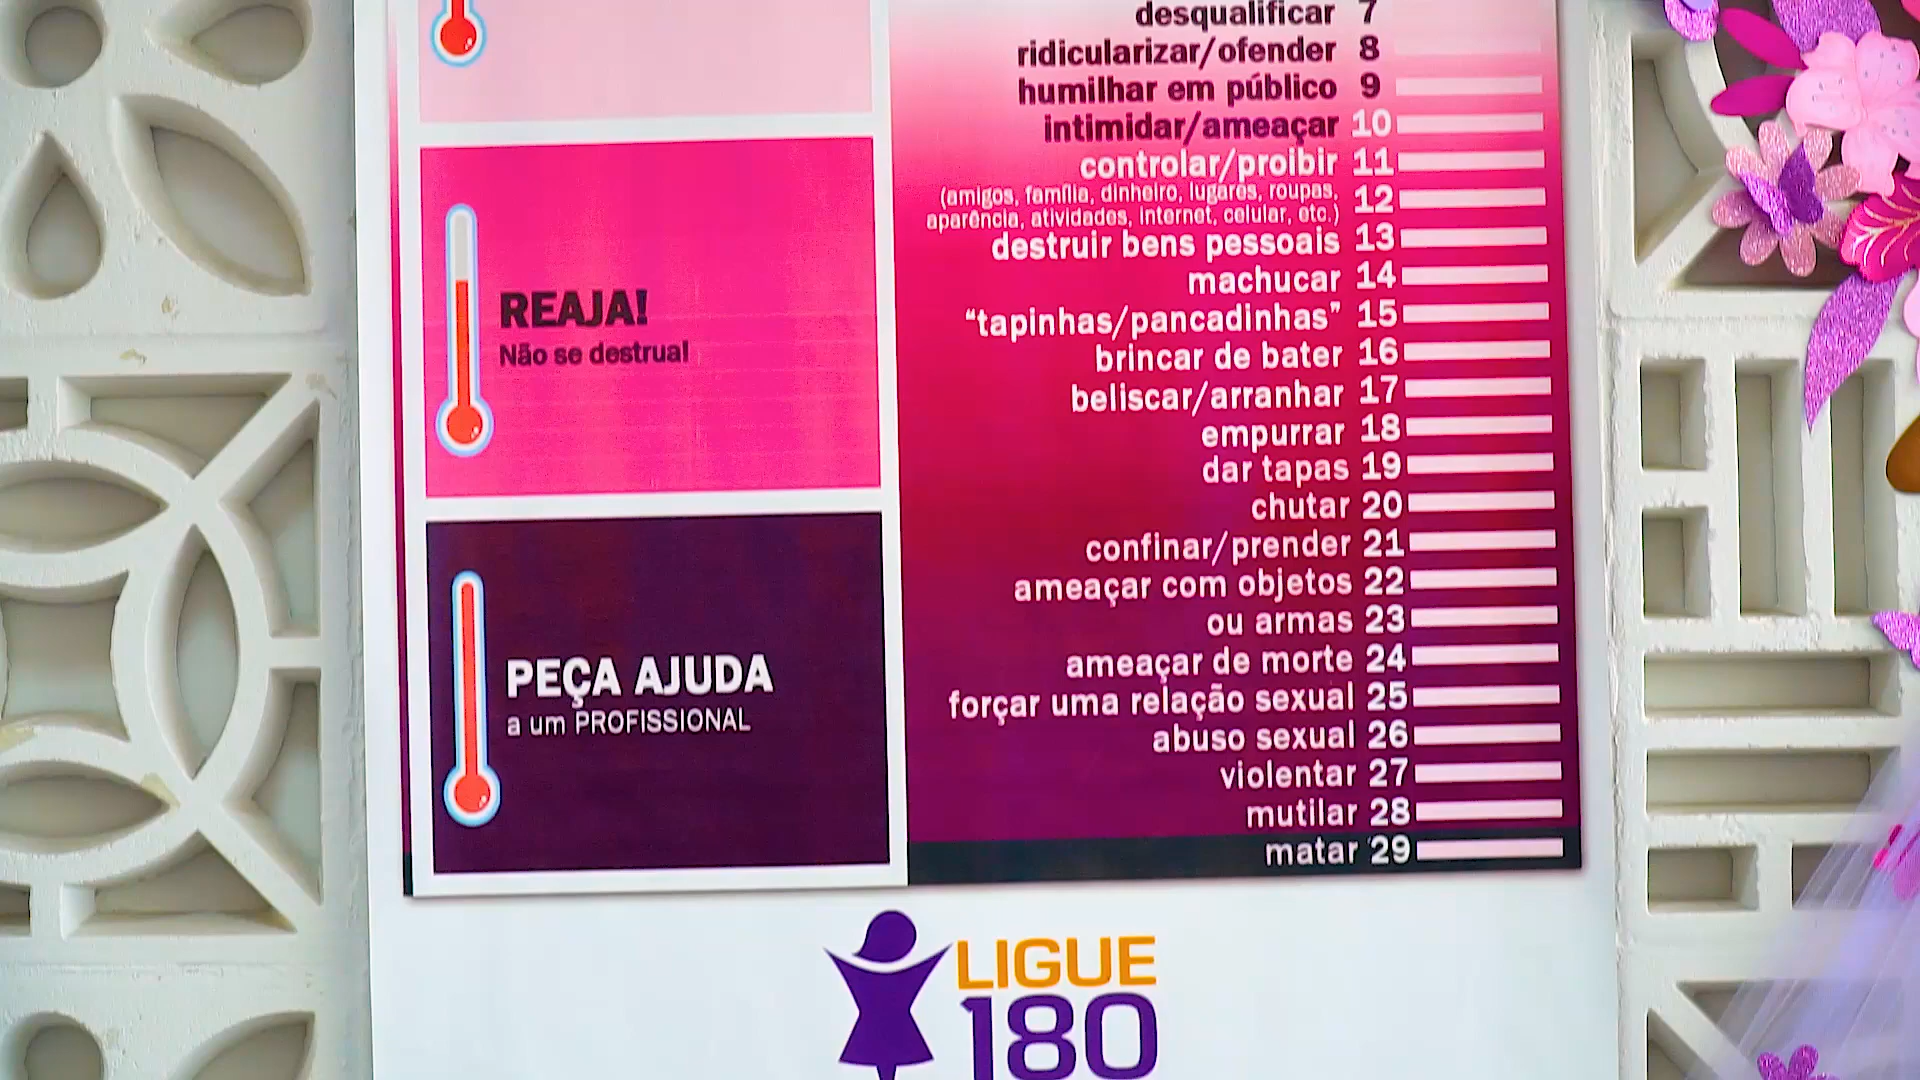 REAJA!
Não se destrual
PEÇA AJUDA
a um PROFISSIONAL
desqualificar 7
ridicularizar/ofender 8
humilhar em público 9
intimidar/ameaçar 10
controlar/proibir 11
(amigos, família, dinheiro, lugares, roupas,
aparência, atividades, internet, celular, etc.) 12
destruir bens pessoais 13
machucar 14
“tapinhas/pancadinhas” 15
brincar de bater 16
beliscar/arranhar 17
empurrar 18
dar tapas 19
chutar 20
confinar/prender 21
ameaçar com objetos 22
ou armas 23
ameaçar de morte 24
forçar uma relação sexual 25
abuso sexual 26
violentar 27
mutilar 28
matar 29
LIGUE
180